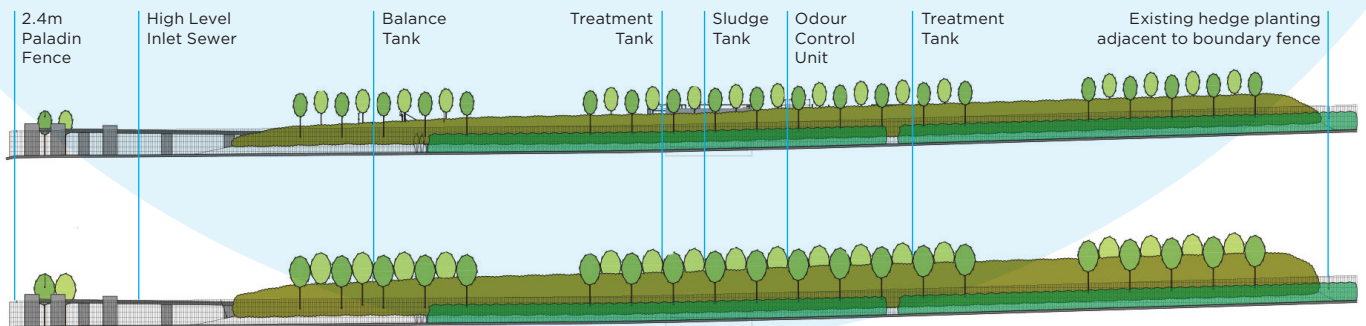 2.4m
Paladin
Fence
High Level
Inlet Sewer
Balance
Tank
Treatment
Tank
Sludge
Tank
Odour
Control
Unit
Treatment
Tank
Existing hedge planting
adjacent to boundary fence